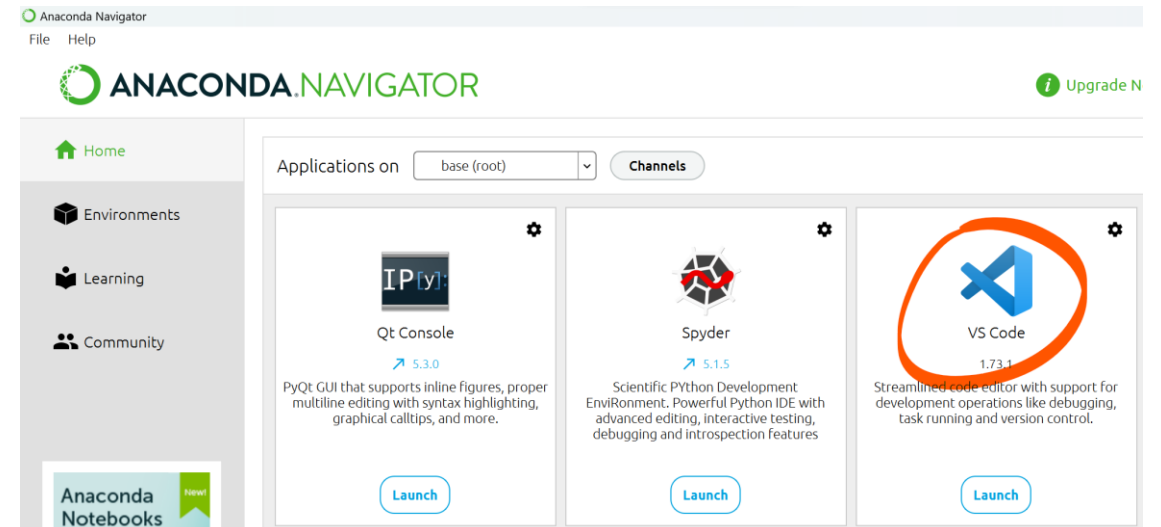 Anaconda Navigator
File Help
ANACONDA.NAVIGATOR
Upgrade N
Home
Environments
Learning
Community
Anaconda
Notebooks
New!
Applications on base (root) Channels
IP[y]:
Qt Console
5.3.0
PyQt GUI that supports inline figures, proper
multiline editing with syntax highlighting,
graphical calltips, and more.
Launch
Spyder
5.1.5
Scientific PYthon Development
EnviRonment. Powerful Python IDE with
advanced editing, interactive testing,
debugging and introspection features
Launch
VS Code
1.73.1
Streamlined code editor with support for
development operations like debugging,
task running and version control.
Launch